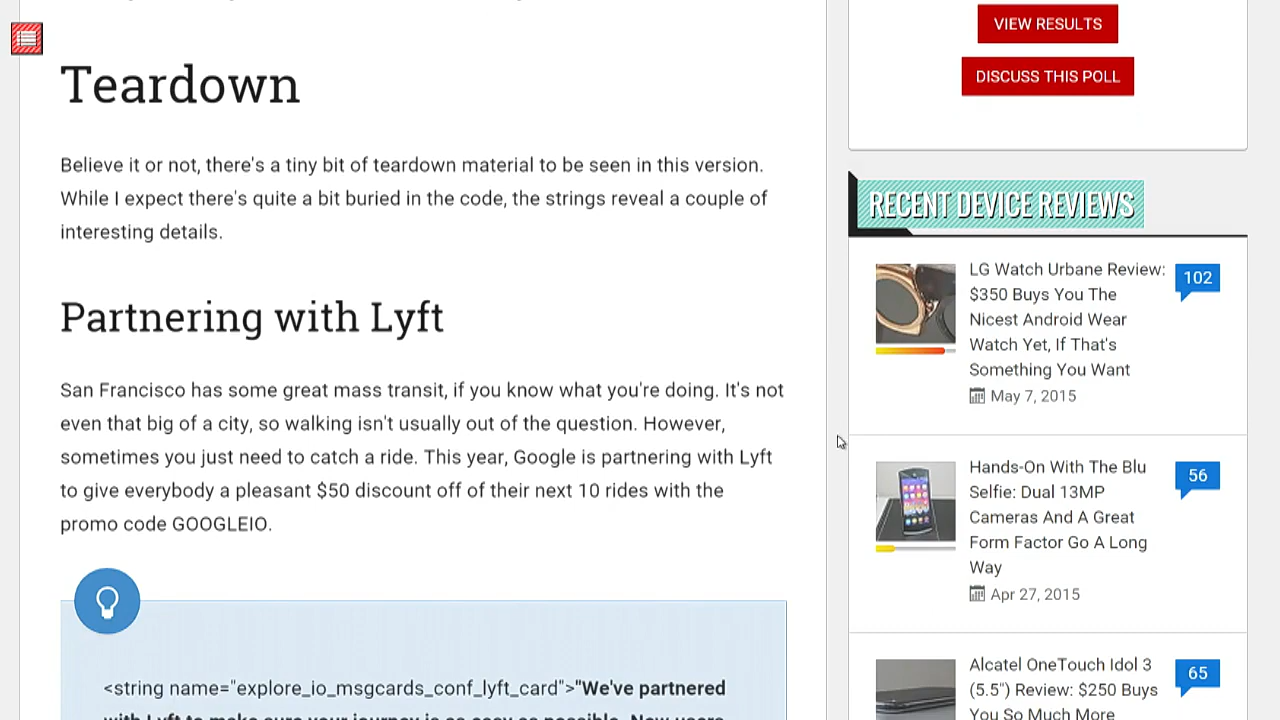 Teardown
Believe it or not, there's a tiny bit of teardown material to be seen in this version.
While I expect there's quite a bit buried in the code, the strings reveal a couple of
interesting details.
Partnering with Lyft
San Francisco has some great mass transit, if you know what you're doing. It's not
even that big of a city, so walking isn't usually out of the question. However,
sometimes you just need to catch a ride. This year, Google is partnering with Lyft
to give everybody a pleasant $50 discount off of their next 10 rides with the
promo code GOOGLEIO.
<string name="explore_io_msgcards_conf_lyft_card">"We've partnered
with Lyft to make sure your journey is as easy as possible. New users
VIEW RESULTS
DISCUSS THIS POLL
RECENT DEVICE REVIEWS
LG Watch Urbane Review:
$350 Buys You The
Nicest Android Wear
Watch Yet, If That's
Something You Want
May 7, 2015
102
Hands-On With The Blu
Selfie: Dual 13MP
Cameras And A Great
Form Factor Go A Long
Way
Apr 27, 2015
56
Alcatel OneTouch Idol 3
(5.5") Review: $250 Buys
You So Much More
65